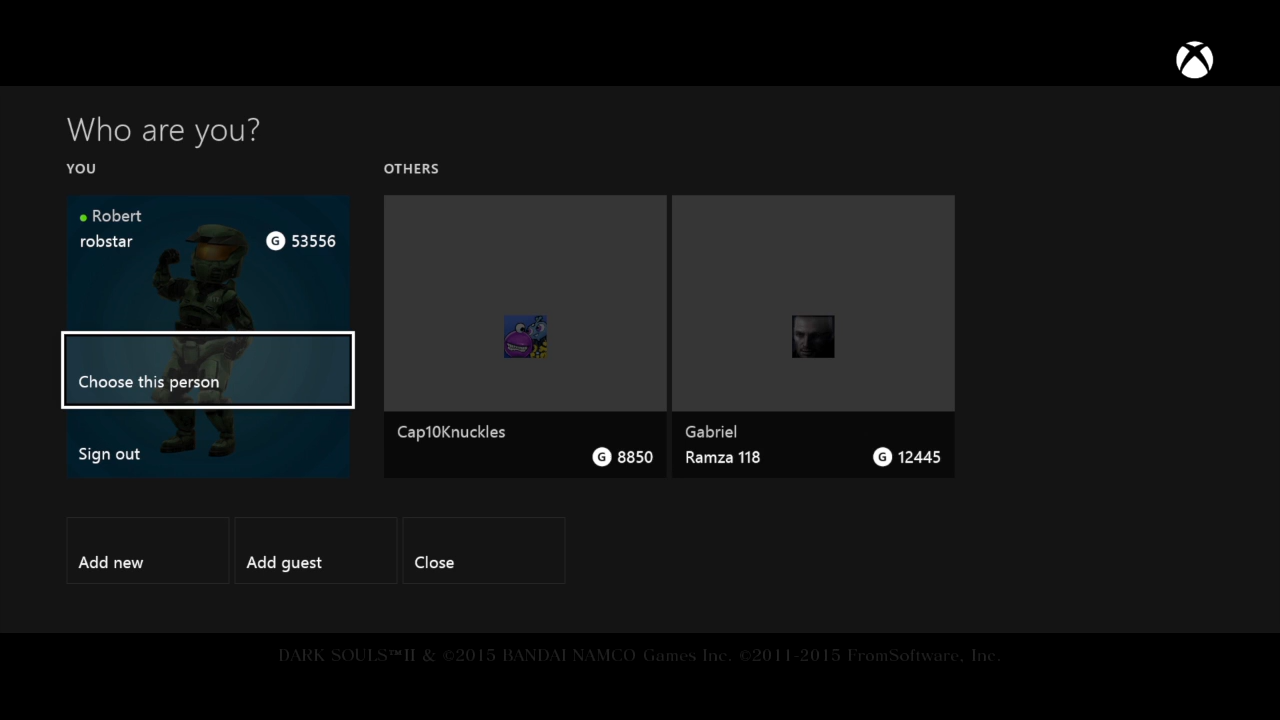 Who are you?
YOU
OTHERS
Robert
robstar
G 53556
Choose this person
Sign out
Cap10Knuckles
G 8850
Gabriel
Ramza 118
G 12445
Add new
Add guest
Close
DARK SOULS™II & ©2015 BANDAI NAMCO Games Inc. ©2011-2015 FromSoftware, Inc.